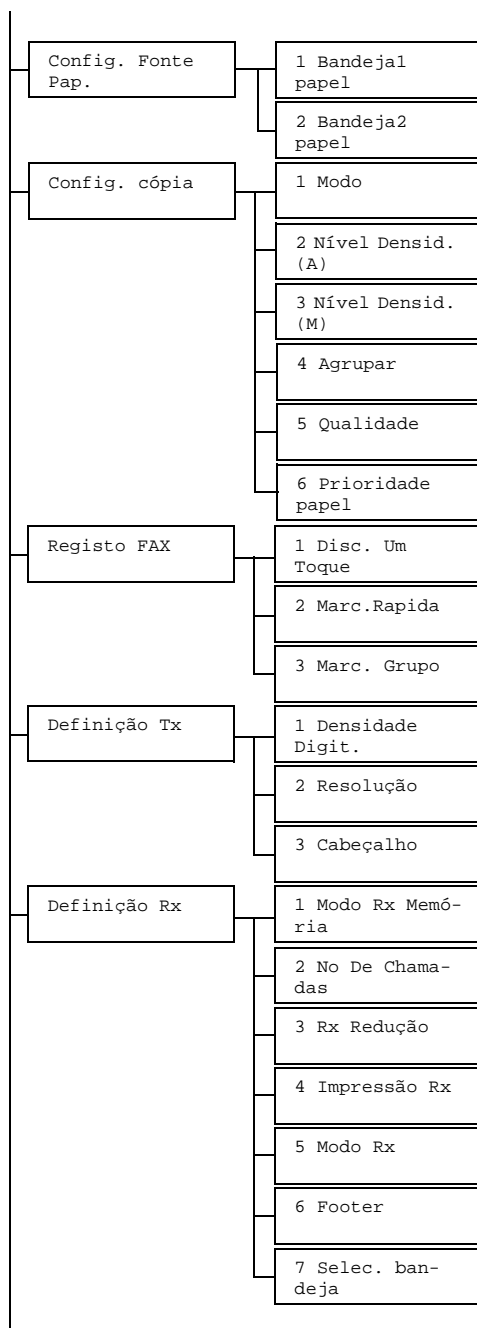 Config. Fonte
Pap.
1 Bandeja1
papel
2 Bandeja2
papel
Config. cópia
1 Modo
2 Nível Densid.
(A)
3 Nível Densid.
(M)
4 Agrupar
5 Qualidade
6 Prioridade
papel
Registo FAX
1 Disc. Um
Toque
2 Marc.Rapida
3 Marc. Grupo
Definição Tx
1 Densidade
Digit.
2 Resolução
3 Cabeçalho
Definição Rx
1 Modo Rx Memó-
ria
2 No De Chama-
das
3 Rx Redução
4 Impressão Rx
5 Modo Rx
6 Footer
7 Selec. ban-
deja